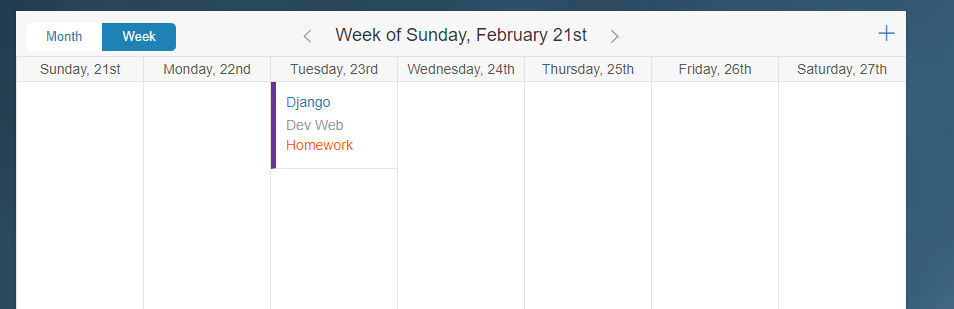 Month Week Week of Sunday, February 21st
Sunday, 21st Monday, 22nd Tuesday, 23rd Wednesday, 24th Thursday, 25th Friday, 26th Saturday, 27th
Django
Dev Web
Homework